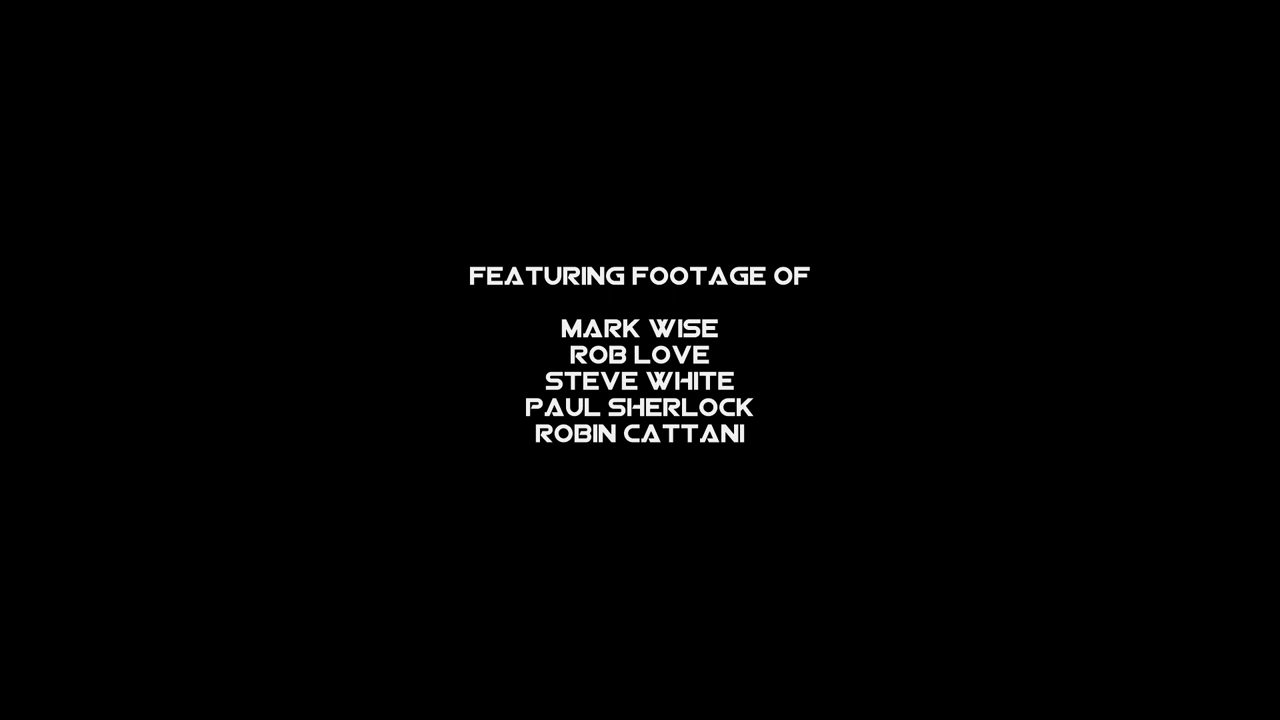 FEATURING FOOTAGE OF
MARK WISE
ROB LOVE
STEVE WHITE
PAUL SHERLOCK
ROBIN CATTANI